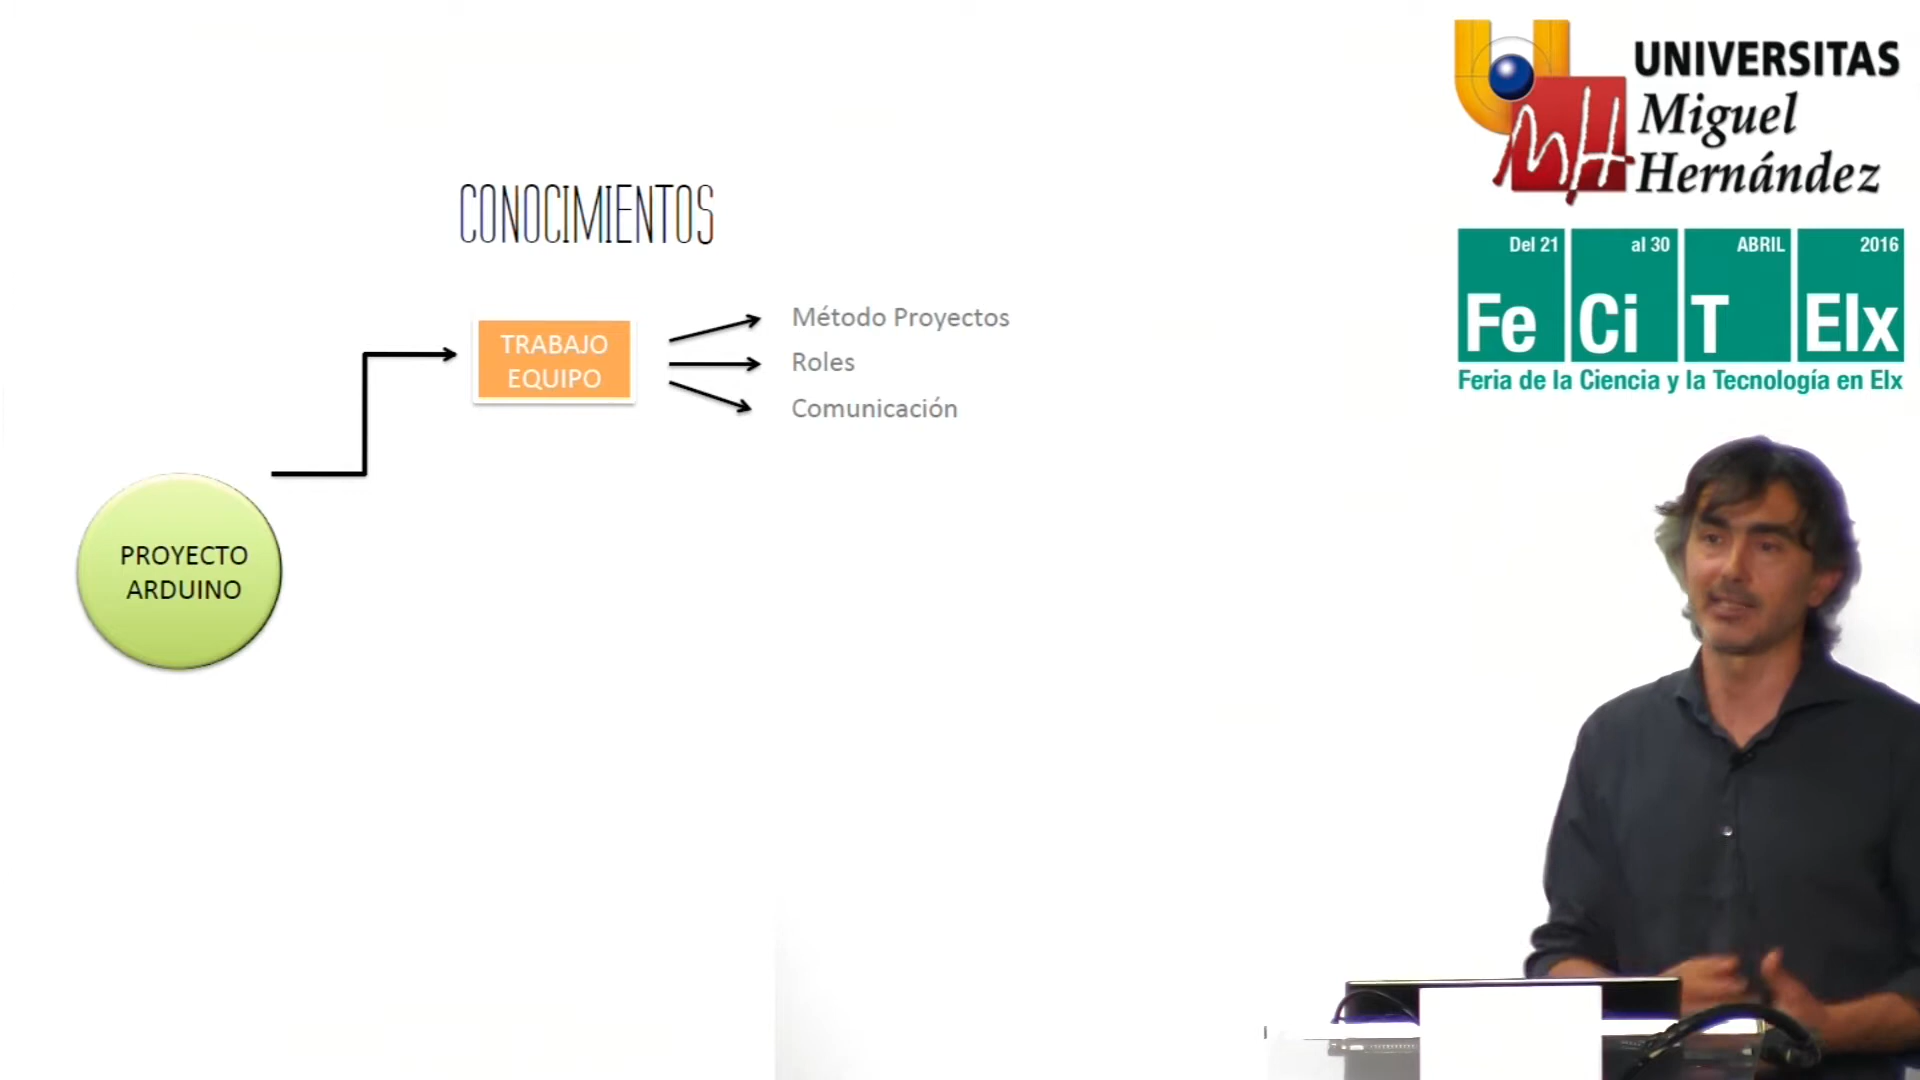 CONOCIMIENTOS
TRABAJO
EQUIPO
Método Proyectos
Roles
Comunicación
PROYECTO
ARDUINO
UNIVERSITAS
Miguel
Hernández
Del 21 al 30 ABRIL 2016
Fe Ci T Elx
Feria de la Ciencia y la Tecnología en Elx